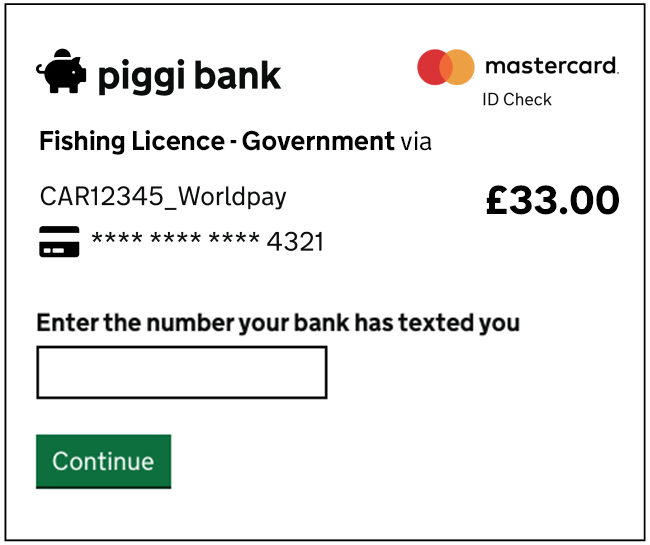 piggi bank
mastercard.
ID Check
Fishing Licence - Government via
CAR12345_Worldpay
£33.00
**** **** **** 4321
Enter the number your bank has texted you
Continue